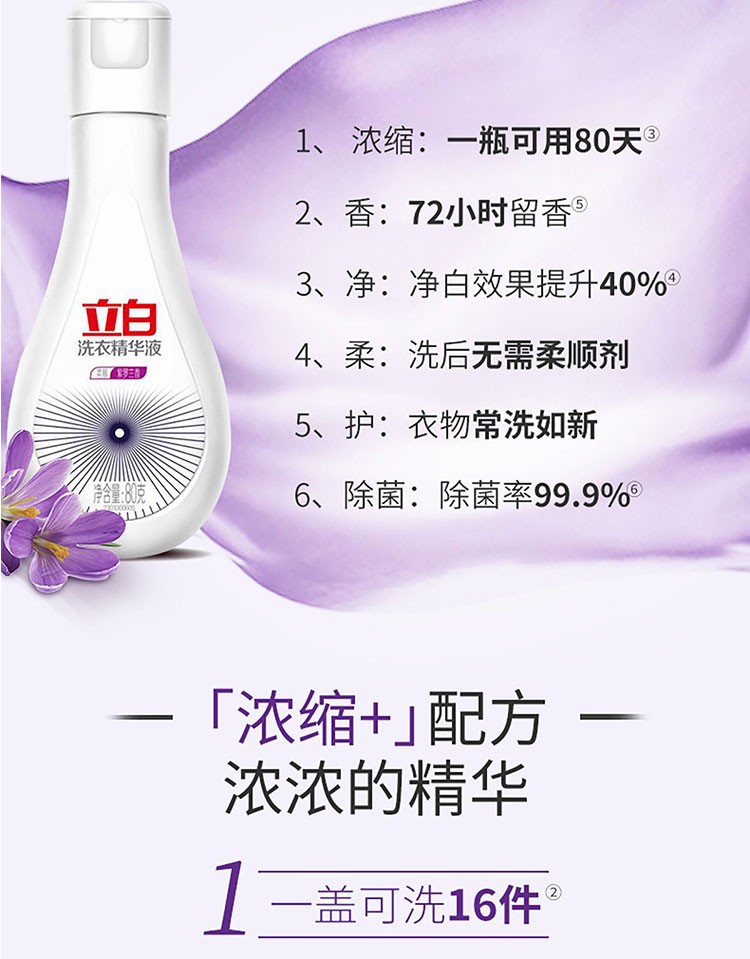 1、 浓缩：一瓶可用80天③
2、香：72小时留香⑤
3、净：净白效果提升40%④
4、柔：洗后无需柔顺剂
5、护：衣物常洗如新
6、除菌：除菌率99.9%⑥
立白
洗衣精华液
紫罗兰香
净含量:80克
「浓缩+」配方
浓浓的精华
1 一盖可洗16件②